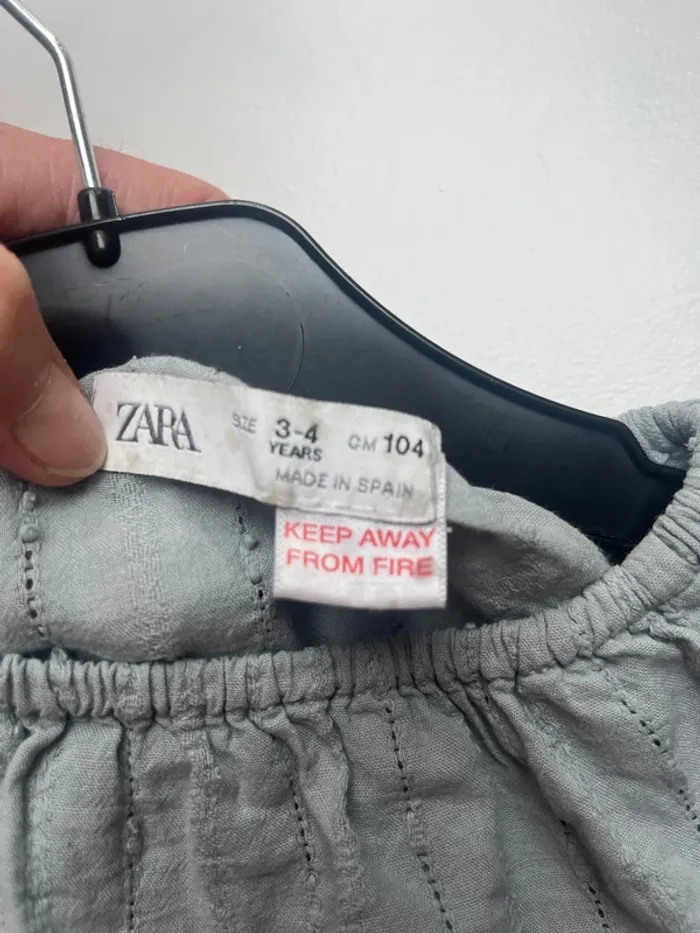 ZARA
SIZE 3-4 YEARS CM 104
MADE IN SPAIN
KEEP AWAY
FROM FIRE